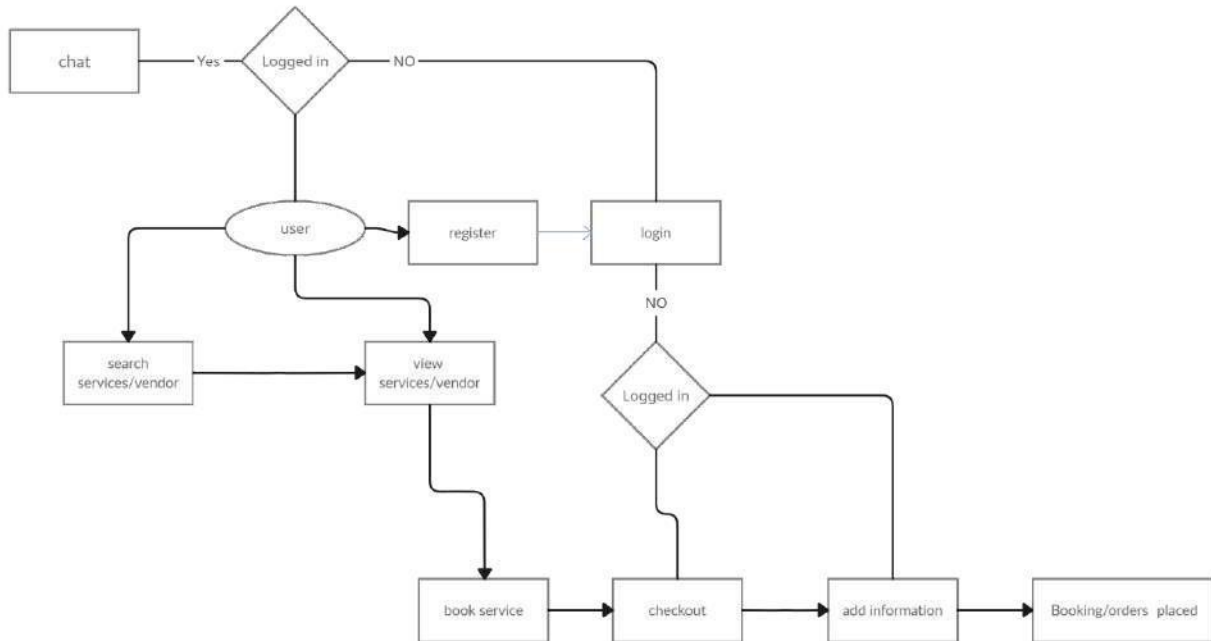 chat
Yes
Logged in
NO
user
register
login
NO
search
services/vendor
view
services/vendor
Logged in
book service
checkout
add information
Booking/orders placed